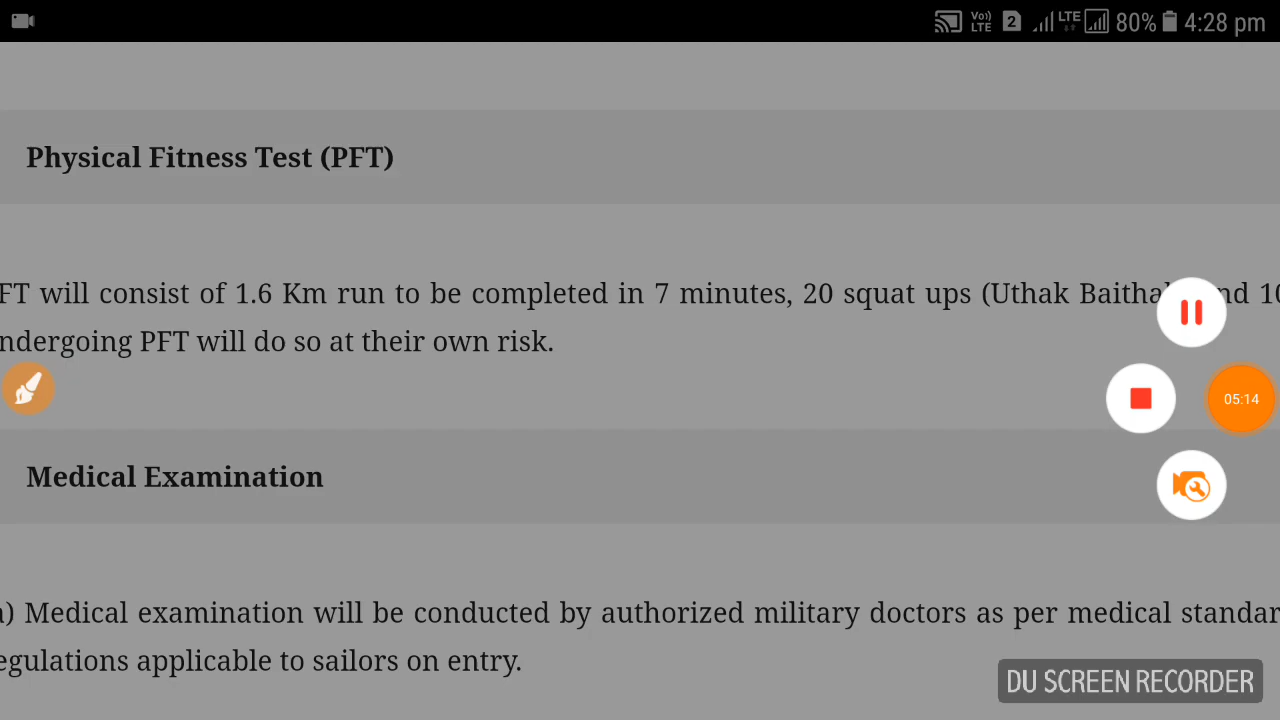 Vo)) LTE 2 LTE 80% 4:28 pm
Physical Fitness Test (PFT)
FT will consist of 1.6 Km run to be completed in 7 minutes, 20 squat ups (Uthak
ndergoing PFT will do so at their own risk.
05:14
Medical Examination
) Medical examination will be conducted by authorized military doctors as per medical standar
egulations applicable to sailors on entry.
DU SCREEN RECORDER